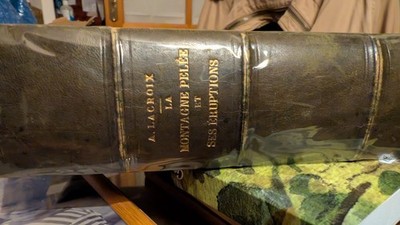 A. LACROIX
LA
MONTAGNE PELÉE
ET
SES ÉRUPTIONS